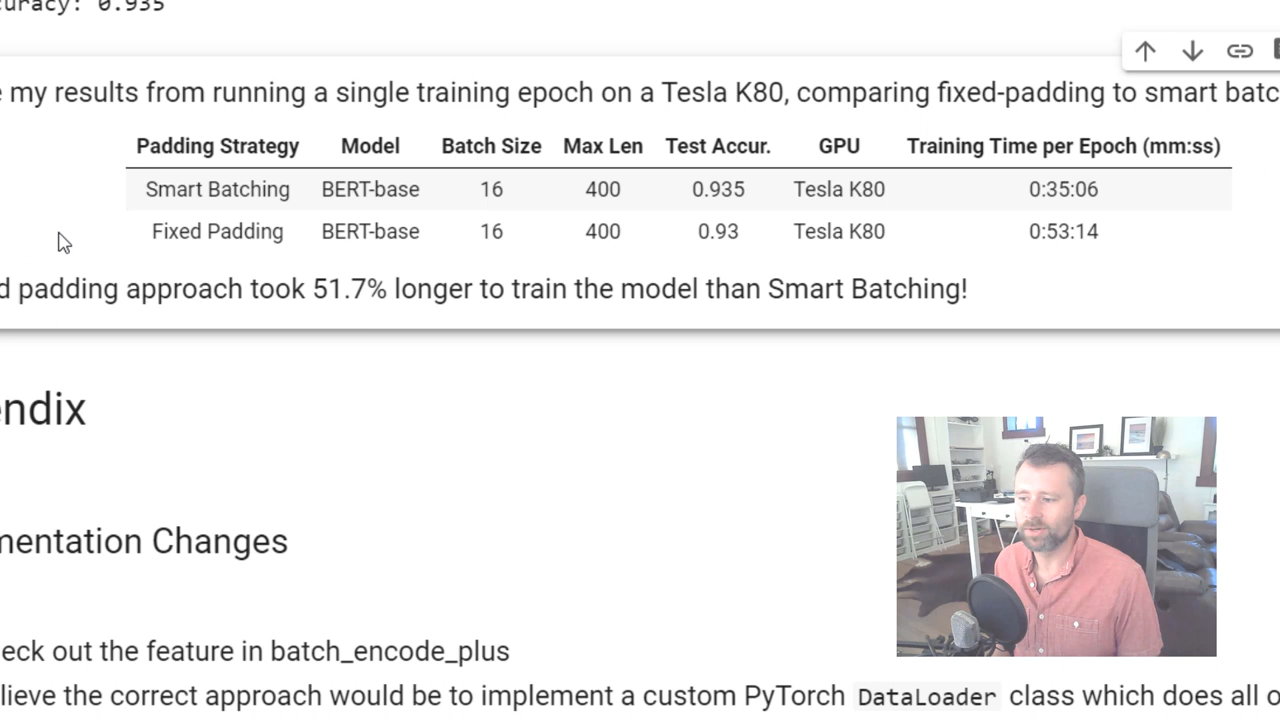 curacy: 0.935
e my results from running a single training epoch on a Tesla K80, comparing fixed-padding to smart batc
Padding Strategy Model Batch Size Max Len Test Accur. GPU Training Time per Epoch (mm:ss)
Smart Batching BERT-base 16 400 0.935 Tesla K80 0:35:06
Fixed Padding BERT-base 16 400 0.93 Tesla K80 0:53:14
d padding approach took 51.7% longer to train the model than Smart Batching!
endix
mentation Changes
eck out the feature in batch_encode_plus
lieve the correct approach would be to implement a custom PyTorch DataLoader class which does all o